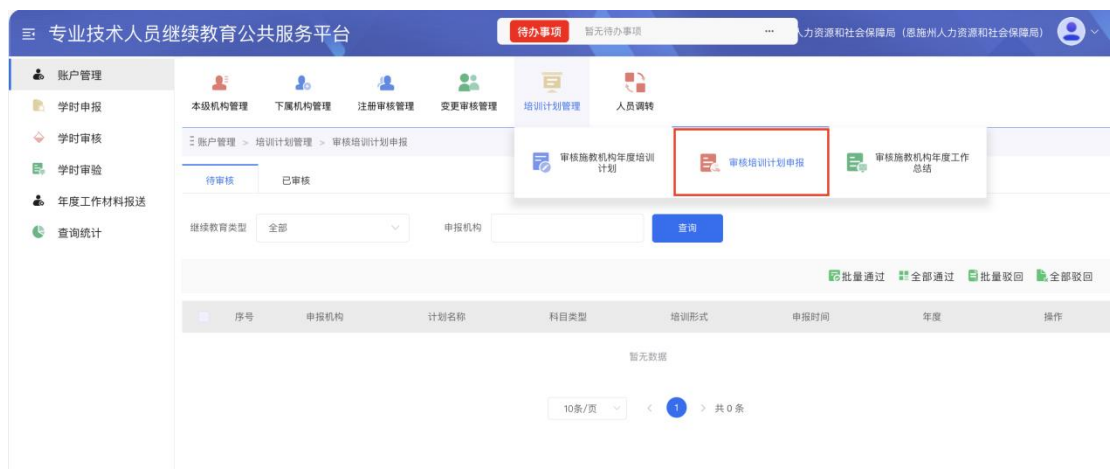 专业技术人员继续教育公共服务平台
待办事项 暂无待办事项 ...
人力资源和社会保障局（恩施州人力资源和社会保障局）
账户管理
学时申报
学时审核
学时审验
年度工作材料报送
查询统计
本级机构管理 下属机构管理 注册审核管理 变更审核管理 培训计划管理 人员调转
账户管理 > 培训计划管理 > 审核培训计划申报
审核施教机构年度培训
计划
审核培训计划申报
审核施教机构年度工作
总结
待审核 已审核
继续教育类型 全部 申报机构 查询
批量通过 全部通过 批量驳回 全部驳回
序号 申报机构 计划名称 科目类型 培训形式 申报时间 年度 操作
暂无数据
10条/页 < 1 > 共 0 条